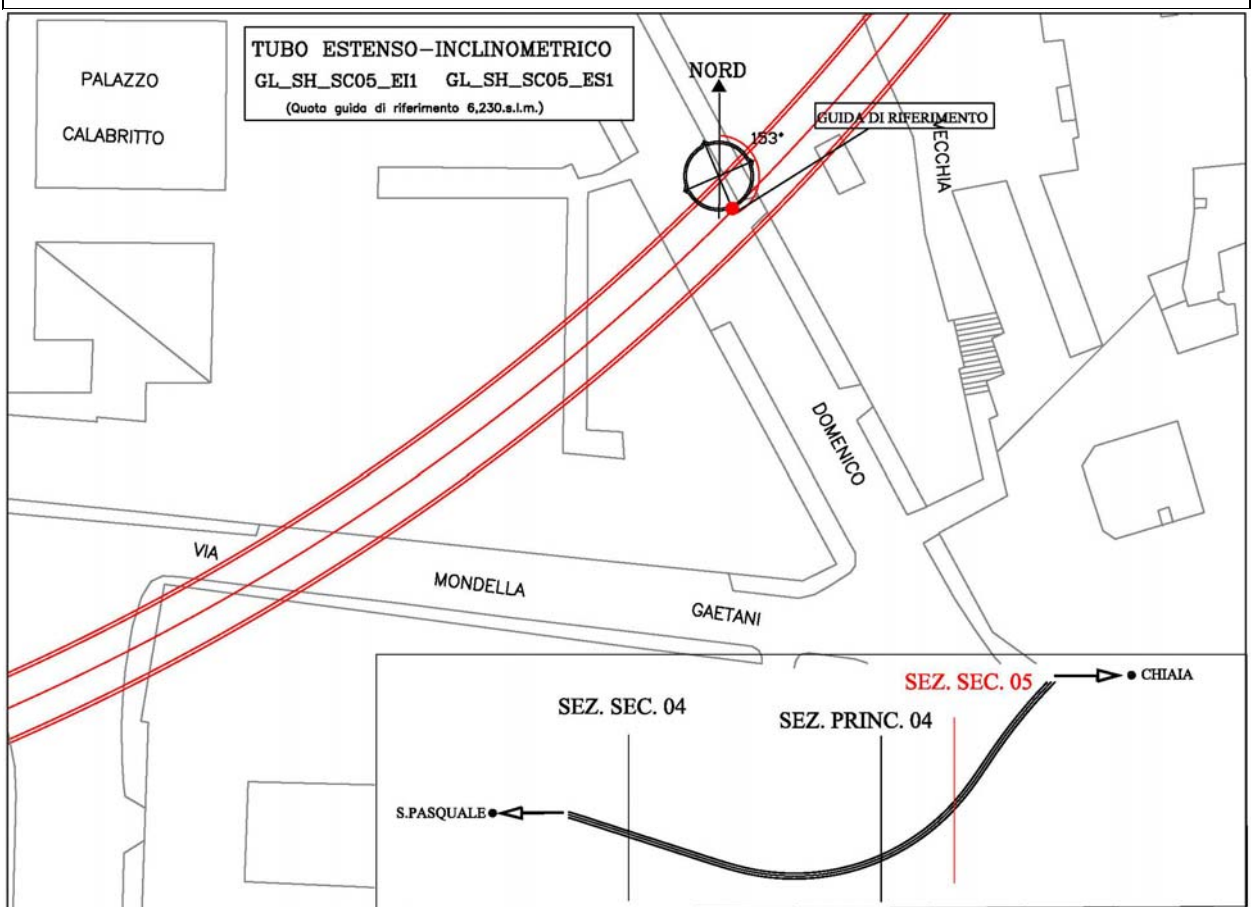 TUBO ESTENSO-INCLINOMETRICO
GL_SH_SC05_EI1 GL_SH_SC05_ES1
(Quota guida di riferimento 6,230.s.l.m.)
PALAZZO
CALABRITTO
NORD
153°
GUIDA DI RIFERIMENTO
VECCHIA
DOMENICO
VIA
MONDELLA
GAETANI
SEZ. SEC. 04
SEZ. PRINC. 04
SEZ. SEC. 05
CHIAIA
S.PASQUALE